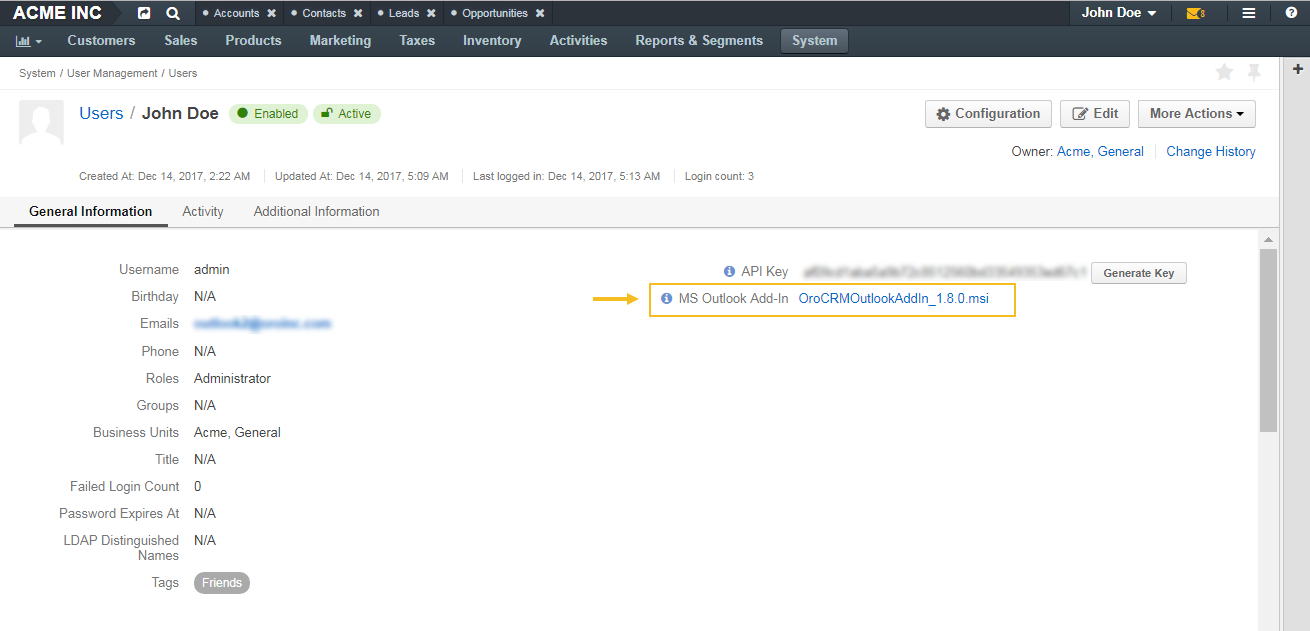 ACME INC Accounts ✖ Contacts ✖ Leads ✖ Opportunities ✖ John Doe 8
Customers Sales Products Marketing Taxes Inventory Activities Reports & Segments System
System / User Management / Users
Users / John Doe Enabled Active Configuration Edit More Actions
Owner: Acme, General Change History
Created At: Dec 14, 2017, 2:22 AM Updated At: Dec 14, 2017, 5:09 AM Last logged in: Dec 14, 2017, 5:13 AM Login count: 3
General Information Activity Additional Information
Username admin
API Key Generate Key
Birthday N/A
MS Outlook Add-In OroCRMOutlookAddIn_1.8.0.msi
Emails
Phone N/A
Roles Administrator
Groups N/A
Business Units Acme, General
Title N/A
Failed Login Count 0
Password Expires At N/A
LDAP Distinguished N/A
Names
Tags Friends